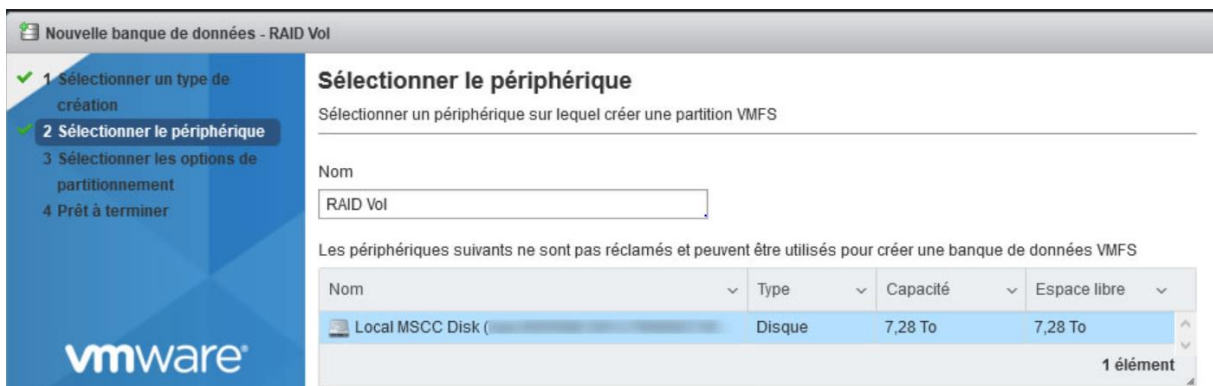 Nouvelle banque de données - RAID Vol
1 Sélectionner un type de
création
2 Sélectionner le périphérique
3 Sélectionner les options de
partitionnement
4 Prêt à terminer
vmware®
Sélectionner le périphérique
Sélectionner un périphérique sur lequel créer une partition VMFS
Nom
RAID Vol
Les périphériques suivants ne sont pas réclamés et peuvent être utilisés pour créer une banque de données VMFS
Nom Type Capacité Espace libre
Local MSCC Disk ( Disque 7,28 To 7,28 To
1 élément